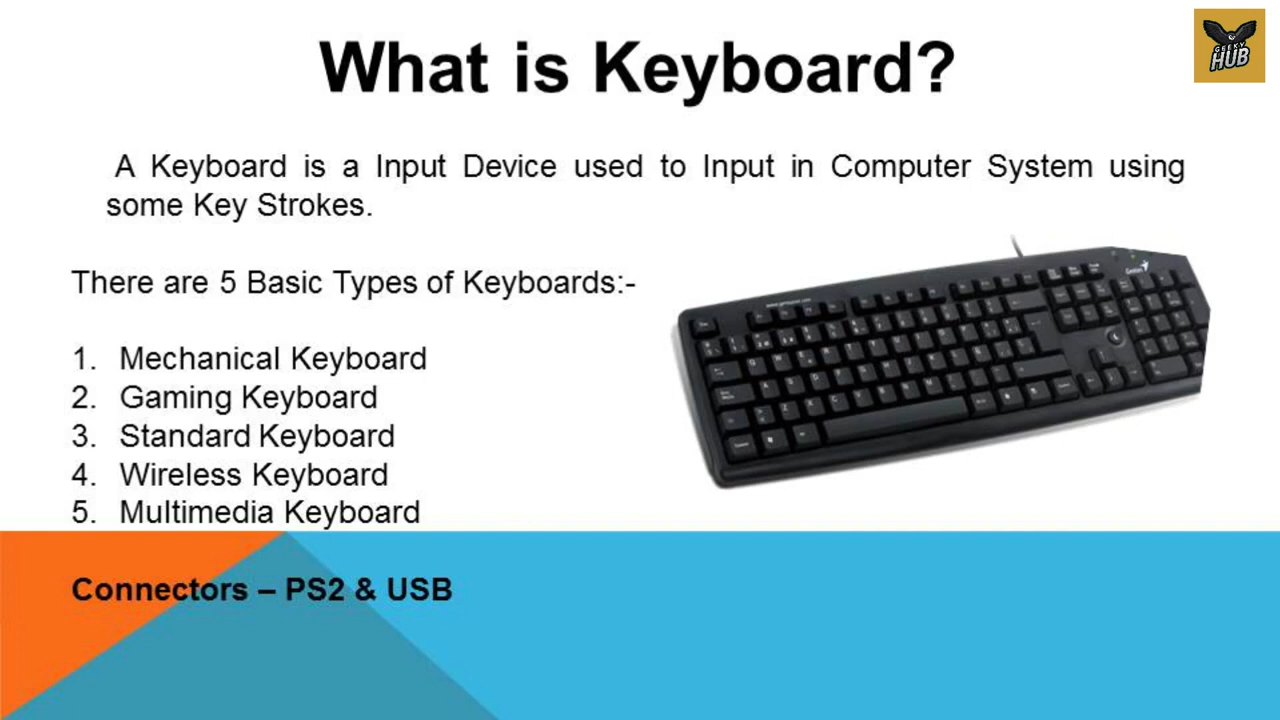 What is Keyboard?
GEEKY
HUB
A Keyboard is a Input Device used to Input in Computer System using
some Key Strokes.
There are 5 Basic Types of Keyboards:-
1. Mechanical Keyboard
2. Gaming Keyboard
3. Standard Keyboard
4. Wireless Keyboard
5. Multimedia Keyboard
Connectors – PS2 & USB
Genius